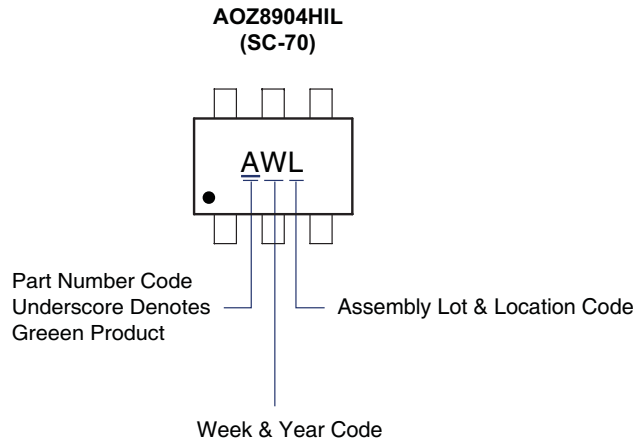 AOZ8904HIL
(SC-70)
AWL
Part Number Code
Underscore Denotes
Greeen Product
Assembly Lot & Location Code
Week & Year Code